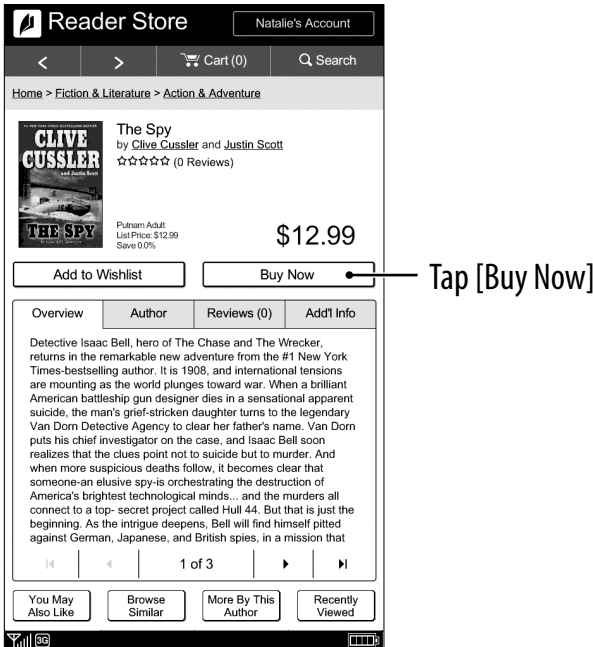 Reader Store
Natalie's Account
< > Cart (0) Search
Home > Fiction & Literature > Action & Adventure
CLIVE
CUSSLER
and Justin Scott
THE SPY
The Spy
by Clive Cussler and Justin Scott
(0 Reviews)
Putnam Adult
List Price: $12.99
Save 0.0%
$12.99
Add to Wishlist
Buy Now
Tap [Buy Now]
Overview Author Reviews (0) Add'l Info
Detective Isaac Bell, hero of The Chase and The Wrecker,
returns in the remarkable new adventure from the #1 New York
Times-bestselling author. It is 1908, and international tensions
are mounting as the world plunges toward war. When a brilliant
American battleship gun designer dies in a sensational apparent
suicide, the man's grief-stricken daughter turns to the legendary
Van Dorn Detective Agency to clear her father's name. Van Dorn
puts his chief investigator on the case, and Isaac Bell soon
realizes that the clues point not to suicide but to murder. And
when more suspicious deaths follow, it becomes clear that
someone-an elusive spy-is orchestrating the destruction of
America's brightest technological minds... and the murders all
connect to a top- secret project called Hull 44. But that is just the
beginning. As the intrigue deepens, Bell will find himself pitted
against German, Japanese, and British spies, in a mission that
1 of 3
You May
Also Like
Browse
Similar
More By This
Author
Recently
Viewed
3G